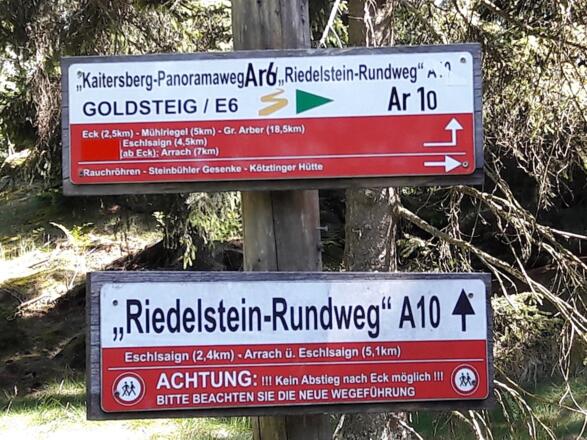 „Kaitersberg-Panoramaweg Ar6 „Riedelstein-Rundweg“ A10
GOLDSTEIG / E6 Ar 10
Eck (2,5km) - Mühlriegel (5km) - Gr. Arber (18,5km)
Eschlsaign (4,5km)
[ab Eck]; Arrach (7km)
Rauchröhren - Steinbühler Gesenke - Kötztinger Hütte
„Riedelstein-Rundweg“ A10
Eschlsaign (2,4km) - Arrach ü. Eschlsaign (5,1km)
ACHTUNG: !!! Kein Abstieg nach Eck möglich !!!
BITTE BEACHTEN SIE DIE NEUE WEGEFÜHRUNG